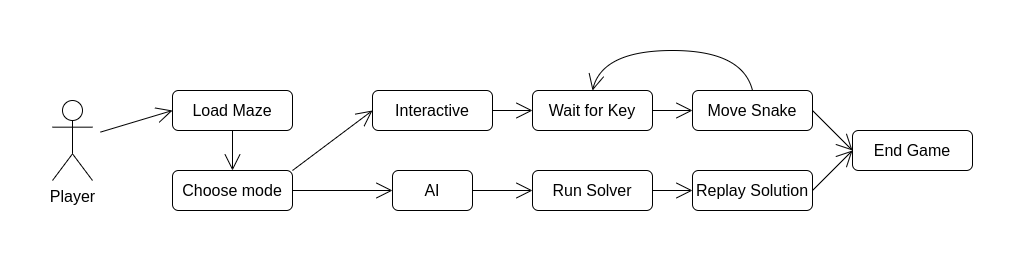 Load Maze
Interactive
Wait for Key
Move Snake
End Game
Player
Choose mode
AI
Run Solver
Replay Solution